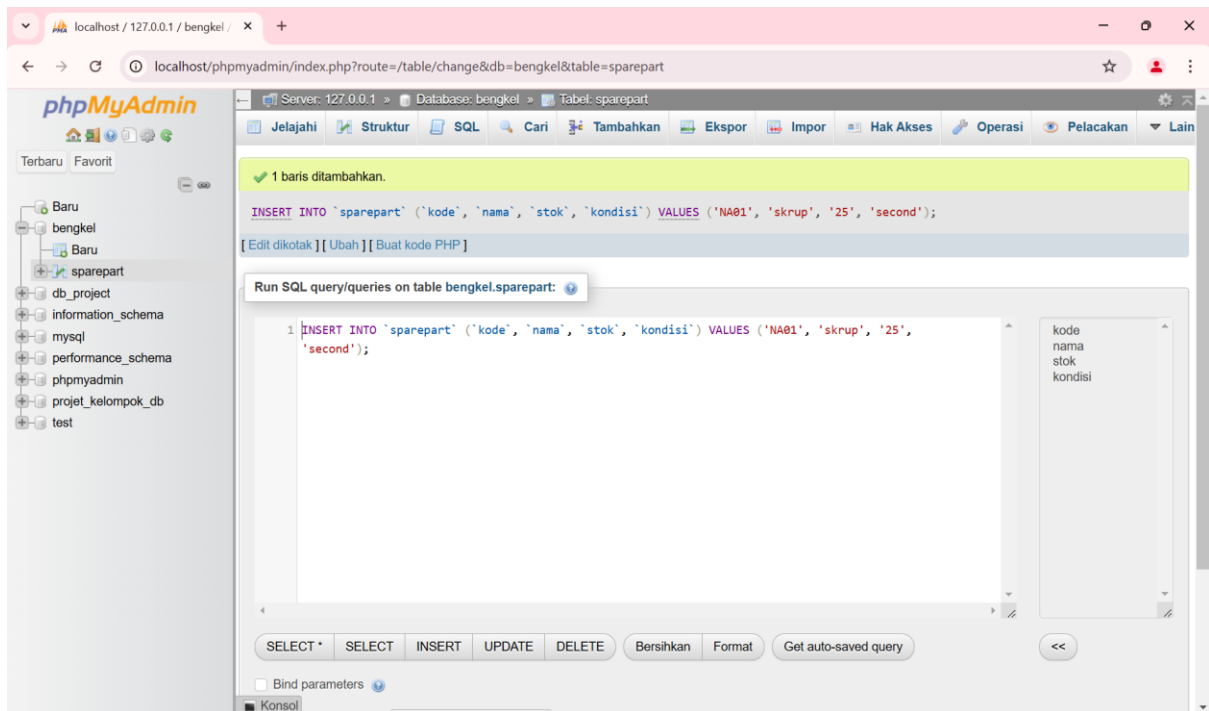 localhost / 127.0.0.1 / bengkel /
localhost/phpmyadmin/index.php?route=/table/change&db=bengkel&table=sparepart
phpMyAdmin
Terbaru Favorit
Baru
bengkel
Baru
sparepart
db_project
information_schema
mysql
performance_schema
phpmyadmin
projet_kelompok_db
test
Server: 127.0.0.1 » Database: bengkel » Tabel: sparepart
Jelajahi Struktur SQL Cari Tambahkan Ekspor Impor Hak Akses Operasi Pelacakan Lain
1 baris ditambahkan.
INSERT INTO `sparepart` (`kode`, `nama`, `stok`, `kondisi`) VALUES ('NA01', 'skrup', '25', 'second');
[ Edit dikotak ] [ Ubah ] [ Buat kode PHP ]
Run SQL query/queries on table bengkel.sparepart:
1 INSERT INTO `sparepart` (`kode`, `nama`, `stok`, `kondisi`) VALUES ('NA01', 'skrup', '25',
'second');
kode
nama
stok
kondisi
SELECT * SELECT INSERT UPDATE DELETE Bersihkan Format Get auto-saved query <<
Bind parameters
Konsol